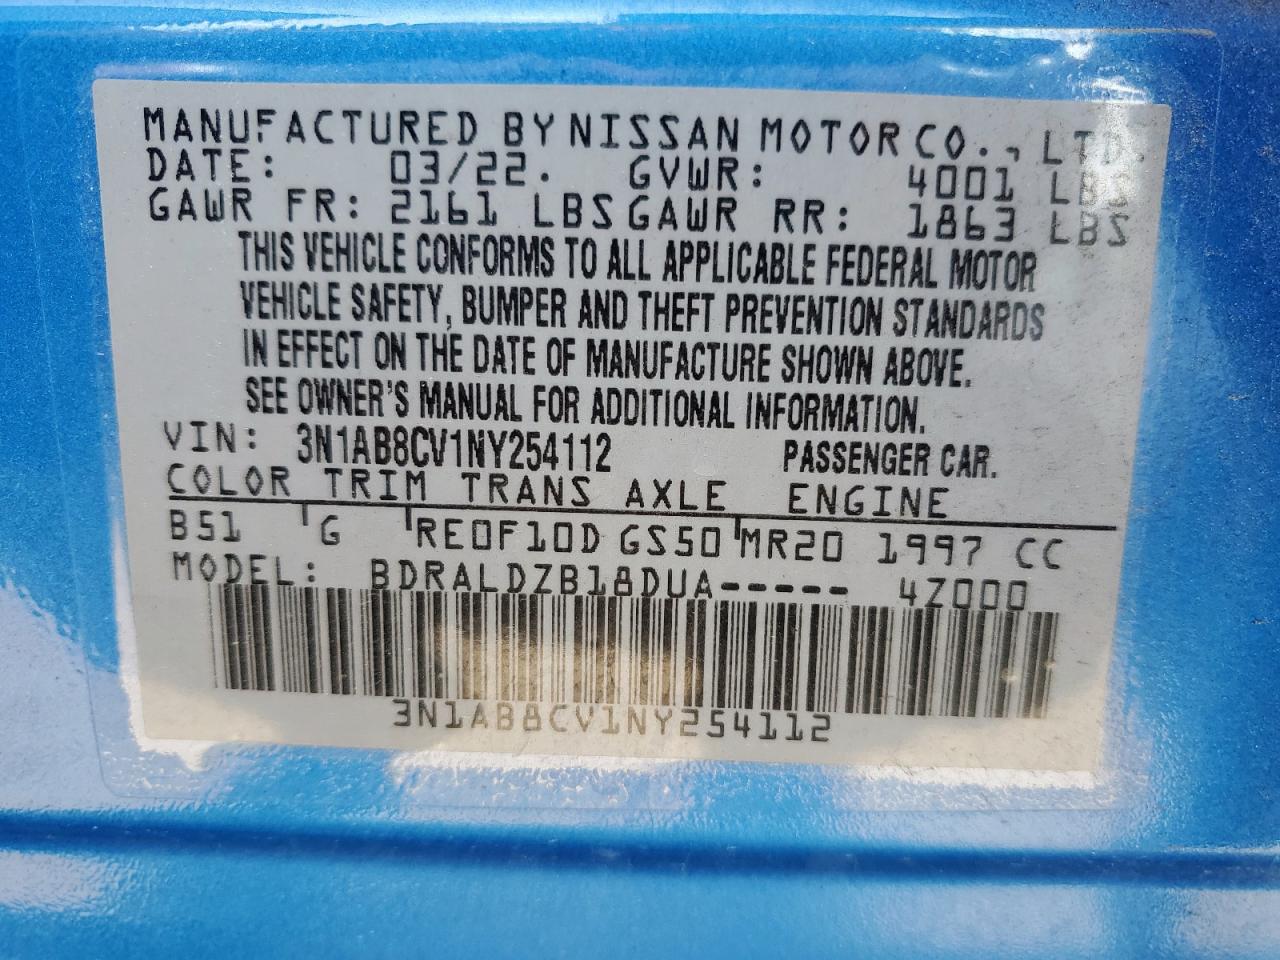 MANUFACTURED BY NISSAN MOTOR CO., LTD.
DATE: 03/22. GVWR: 4001 LBS
GAWR FR: 2161 LBS GAWR RR: 1863 LBS
THIS VEHICLE CONFORMS TO ALL APPLICABLE FEDERAL MOTOR
VEHICLE SAFETY, BUMPER AND THEFT PREVENTION STANDARDS
IN EFFECT ON THE DATE OF MANUFACTURE SHOWN ABOVE.
SEE OWNER'S MANUAL FOR ADDITIONAL INFORMATION.
VIN: 3N1AB8CV1NY254112 PASSENGER CAR.
COLOR TRIM TRANS AXLE ENGINE
B51 G RE0F10D GS50 MR20 1997 CC
MODEL: BDRALDZB18DUA----- 4Z000
3N1AB8CV1NY254112